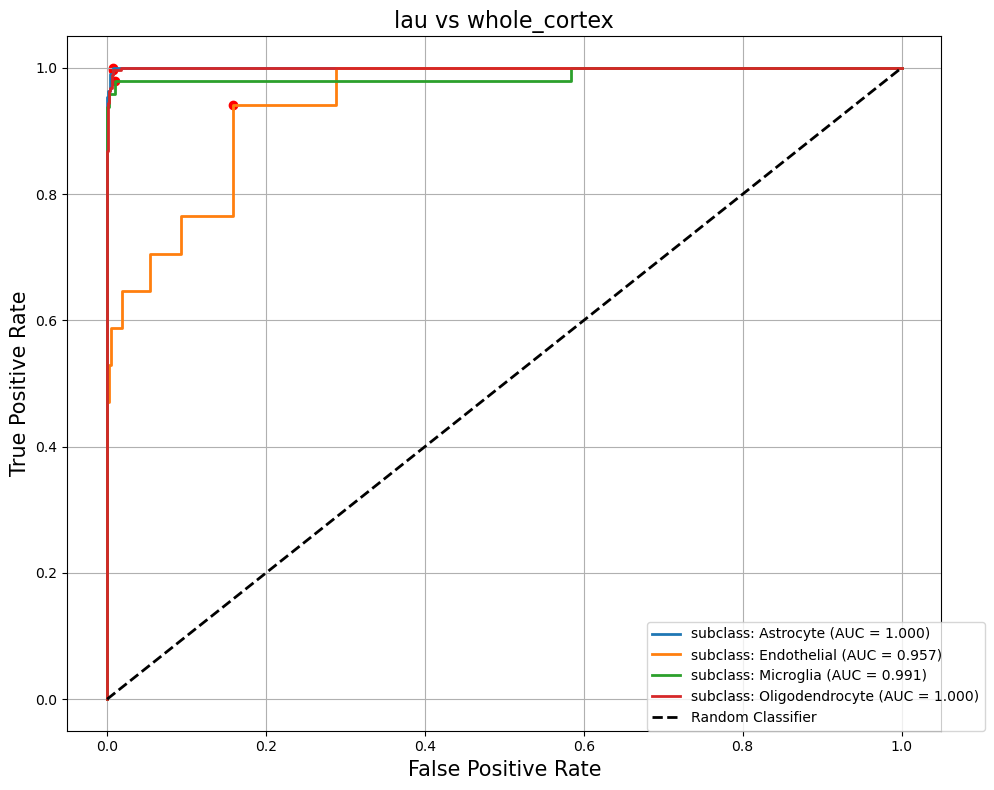 lau vs whole_cortex
True Positive Rate
1.0
0.8
0.6
0.4
0.2
0.0
0.0 0.2 0.4 0.6 0.8 1.0
False Positive Rate
subclass: Astrocyte (AUC = 1.000)
subclass: Endothelial (AUC = 0.957)
subclass: Microglia (AUC = 0.991)
subclass: Oligodendrocyte (AUC = 1.000)
Random Classifier